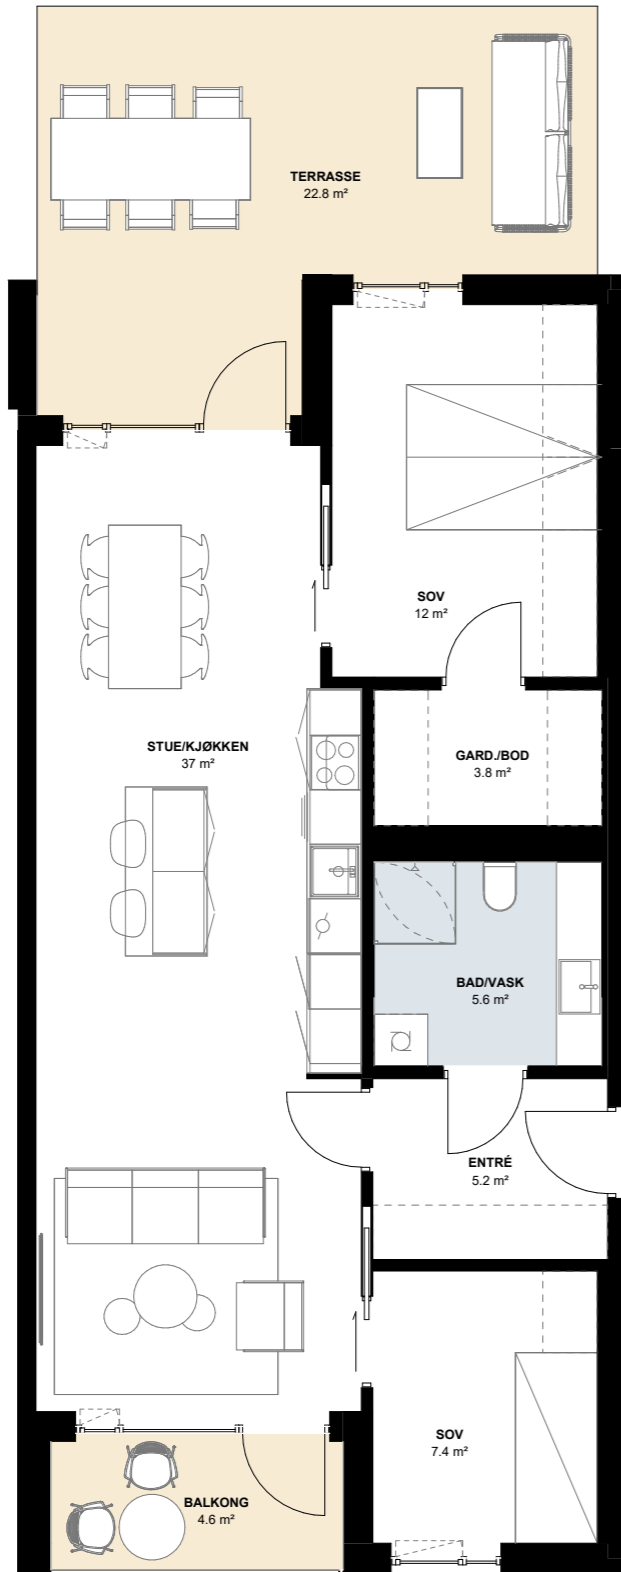 TERRASSE
22.8 m²
SOV
12 m²
STUE/KJØKKEN
37 m²
GARD./BOD
3.8 m²
BAD/VASK
5.6 m²
ENTRÉ
5.2 m²
SOV
7.4 m²
BALKONG
4.6 m²